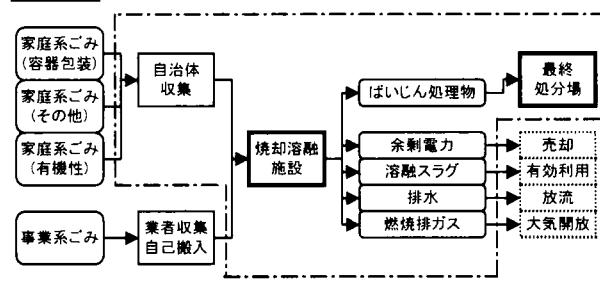 家庭系ごみ
(容器包装)
家庭系ごみ
(その他)
家庭系ごみ
(有機性)
事業系ごみ
自治体
収集
業者収集
自己搬入
焼却溶融
施設
ばいじん処理物
余剰電力
溶融スラグ
排水
燃焼排ガス
最終
処分場
売却
有効利用
放流
大気開放